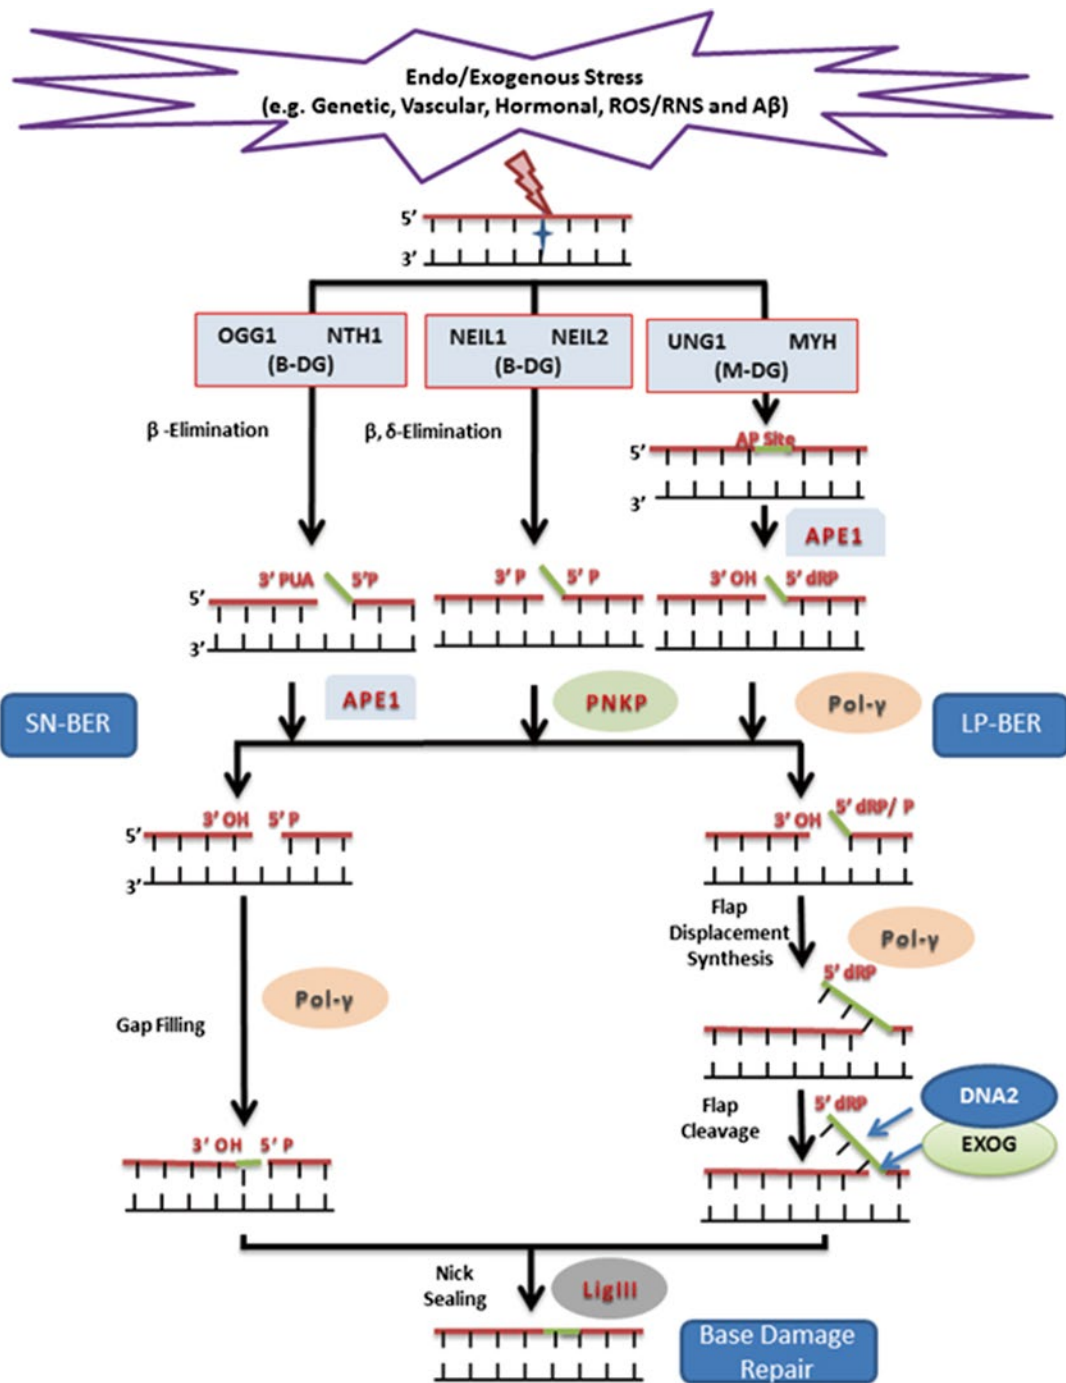 Endo/Exogenous Stress
(e.g. Genetic, Vascular, Hormonal, ROS/RNS and Aβ)
5'
3'
OGG1 NTH1
(B-DG)
NEIL1 NEIL2
(B-DG)
UNG1 MYH
(M-DG)
β -Elimination
β, δ-Elimination
AP Site
5'
3'
APE1
3' PUA 5'P
5'
3'
3' P 5' P
3' OH 5' dRP
SN-BER
APE1
PNKP
Pol-γ
LP-BER
3' OH 5' P
5'
3'
3' OH 5' dRP/ P
Flap
Displacement
Synthesis
Pol-γ
5' dRP
Gap Filling
Pol-γ
Flap
Cleavage
5' dRP
DNA2
EXOG
3' OH 5' P
Nick
Sealing
LigIII
Base Damage
Repair